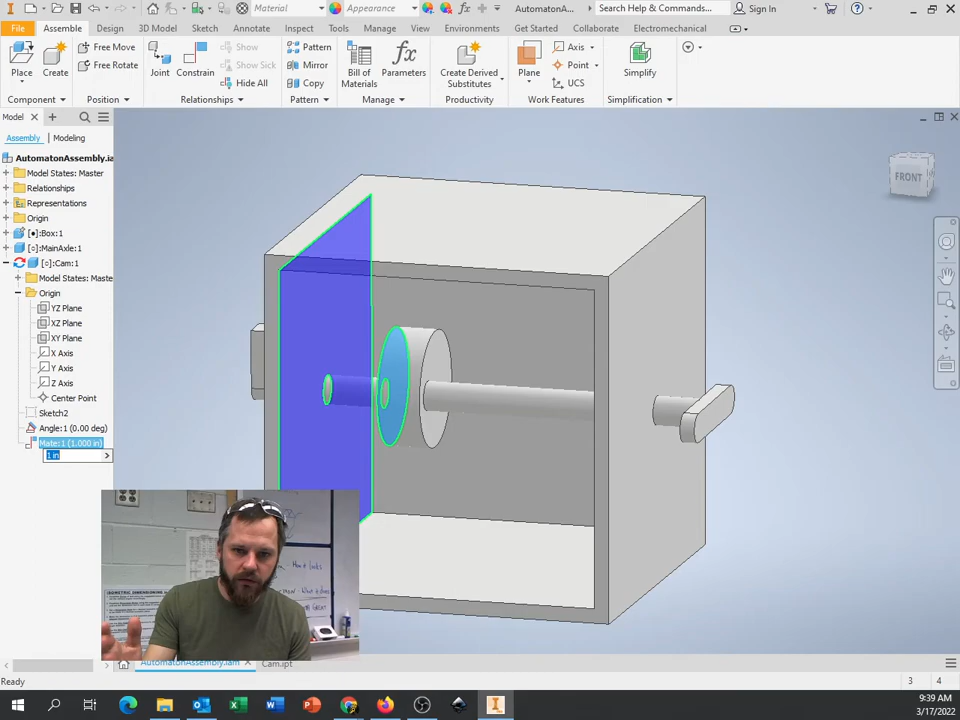 Material
Appearance
AutomatonA...
Search Help & Commands...
Sign In
File
Assemble
Design
3D Model
Sketch
Annotate
Inspect
Tools
Manage
View
Environments
Get Started
Collaborate
Electromechanical
Place
Create
Free Move
Free Rotate
Joint
Constrain
Show
Show Sick
Hide All
Pattern
Mirror
Copy
Bill of
Materials
Parameters
Create Derived
Substitutes
Plane
Axis
Point
UCS
Simplify
Component
Position
Relationships
Pattern
Manage
Productivity
Work Features
Simplification
Model
Assembly
Modeling
AutomatonAssembly.ia
Model States: Master
Relationships
Representations
Origin
Box:1
MainAxle:1
Cam:1
Model States: Maste
Origin
YZ Plane
XZ Plane
XY Plane
X Axis
Y Axis
Z Axis
Center Point
Sketch2
Angle:1 (0.00 deg)
Mate:1 (1.000 in)
1 in
FRONT
AutomatonAssembly.iam
Cam.ipt
Ready
3 4
9:39 AM
3/17/2022